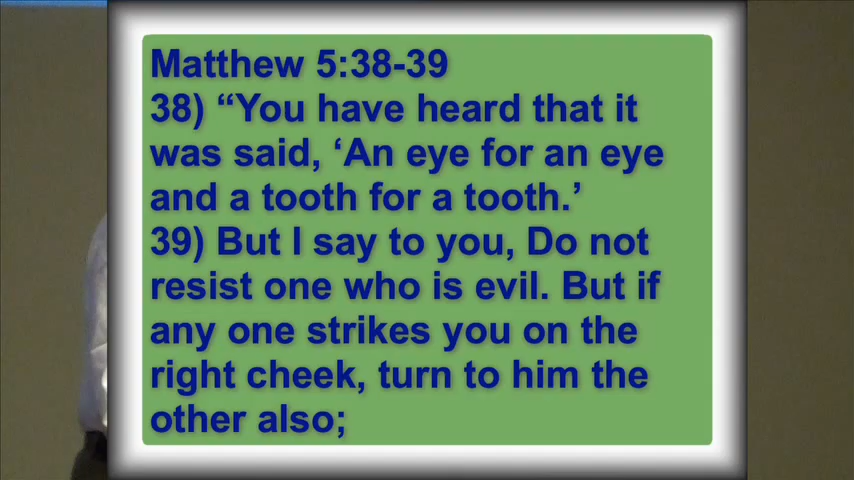 Matthew 5:38-39
38) “You have heard that it
was said, ‘An eye for an eye
and a tooth for a tooth.’
39) But I say to you, Do not
resist one who is evil. But if
any one strikes you on the
right cheek, turn to him the
other also;